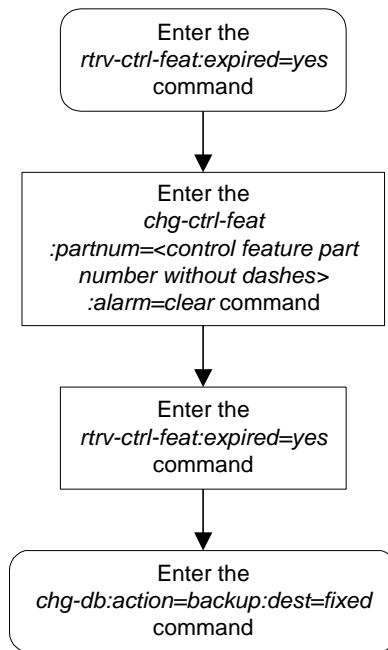 Enter the
rtrv-ctrl-feat:expired=yes
command
Enter the
chg-ctrl-feat
:partnum=<control feature part
number without dashes>
:alarm=clear command
Enter the
rtrv-ctrl-feat:expired=yes
command
Enter the
chg-db:action=backup:dest=fixed
command